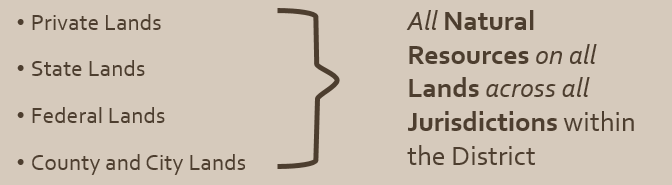 • Private Lands
• State Lands
• Federal Lands
• County and City Lands
All Natural
Resources on all
Lands across all
Jurisdictions within
the District